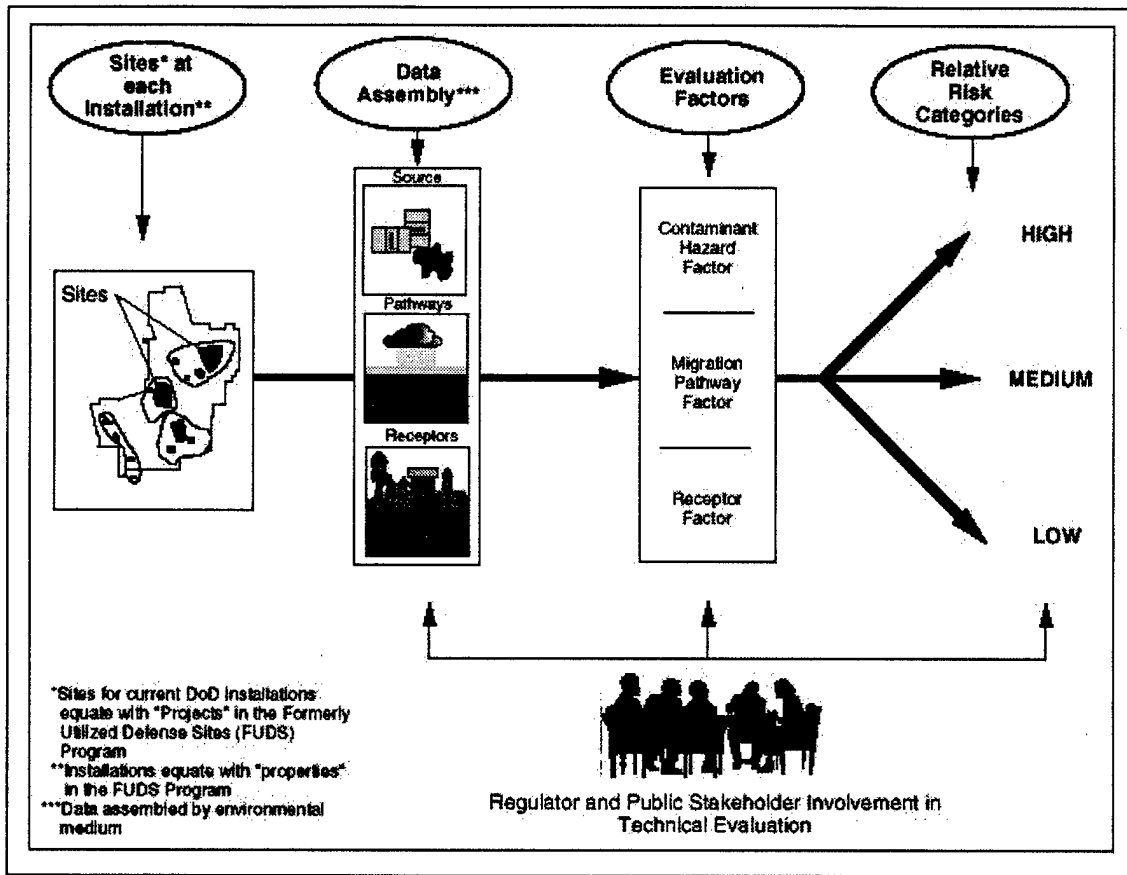 Sites* at
each
Installation**
Data
Assembly***
Evaluation
Factors
Relative
Risk
Categories
Source
Pathways
Receptors
Sites
Contaminant
Hazard
Factor
Migration
Pathway
Factor
Receptor
Factor
HIGH
MEDIUM
LOW
*Sites for current DoD Installations
equate with "Projects" in the Formerly
Utilized Defense Sites (FUDS)
Program
**Installations equate with "properties"
in the FUDS Program
***Data assembled by environmental
medium
Regulator and Public Stakeholder Involvement in
Technical Evaluation